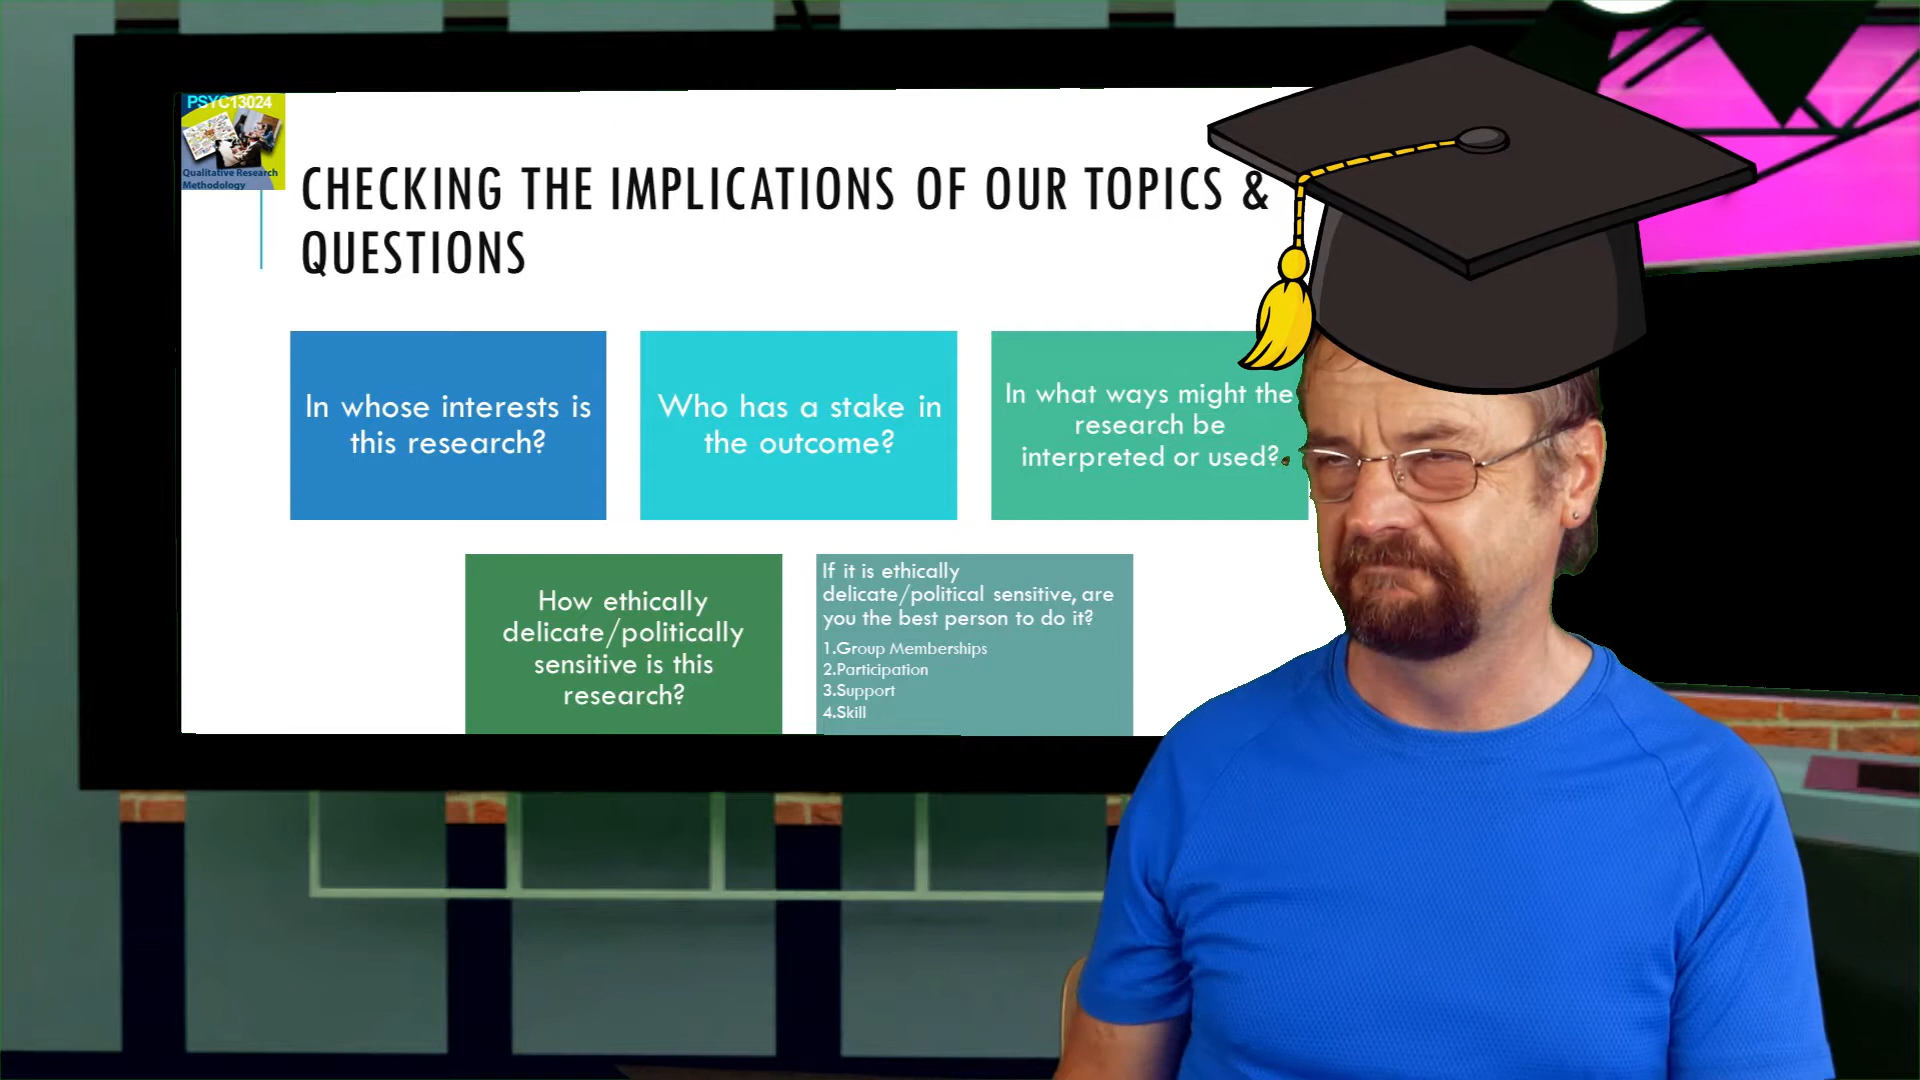 PSYC13024
Qualitative Research
Methodology
CHECKING THE IMPLICATIONS OF OUR TOPICS &
QUESTIONS
In whose interests is
this research?
Who has a stake in
the outcome?
In what ways might the
research be
interpreted or used?
How ethically
delicate/politically
sensitive is this
research?
If it is ethically
delicate/political sensitive, are
you the best person to do it?
1.Group Memberships
2.Participation
3.Support
4.Skill